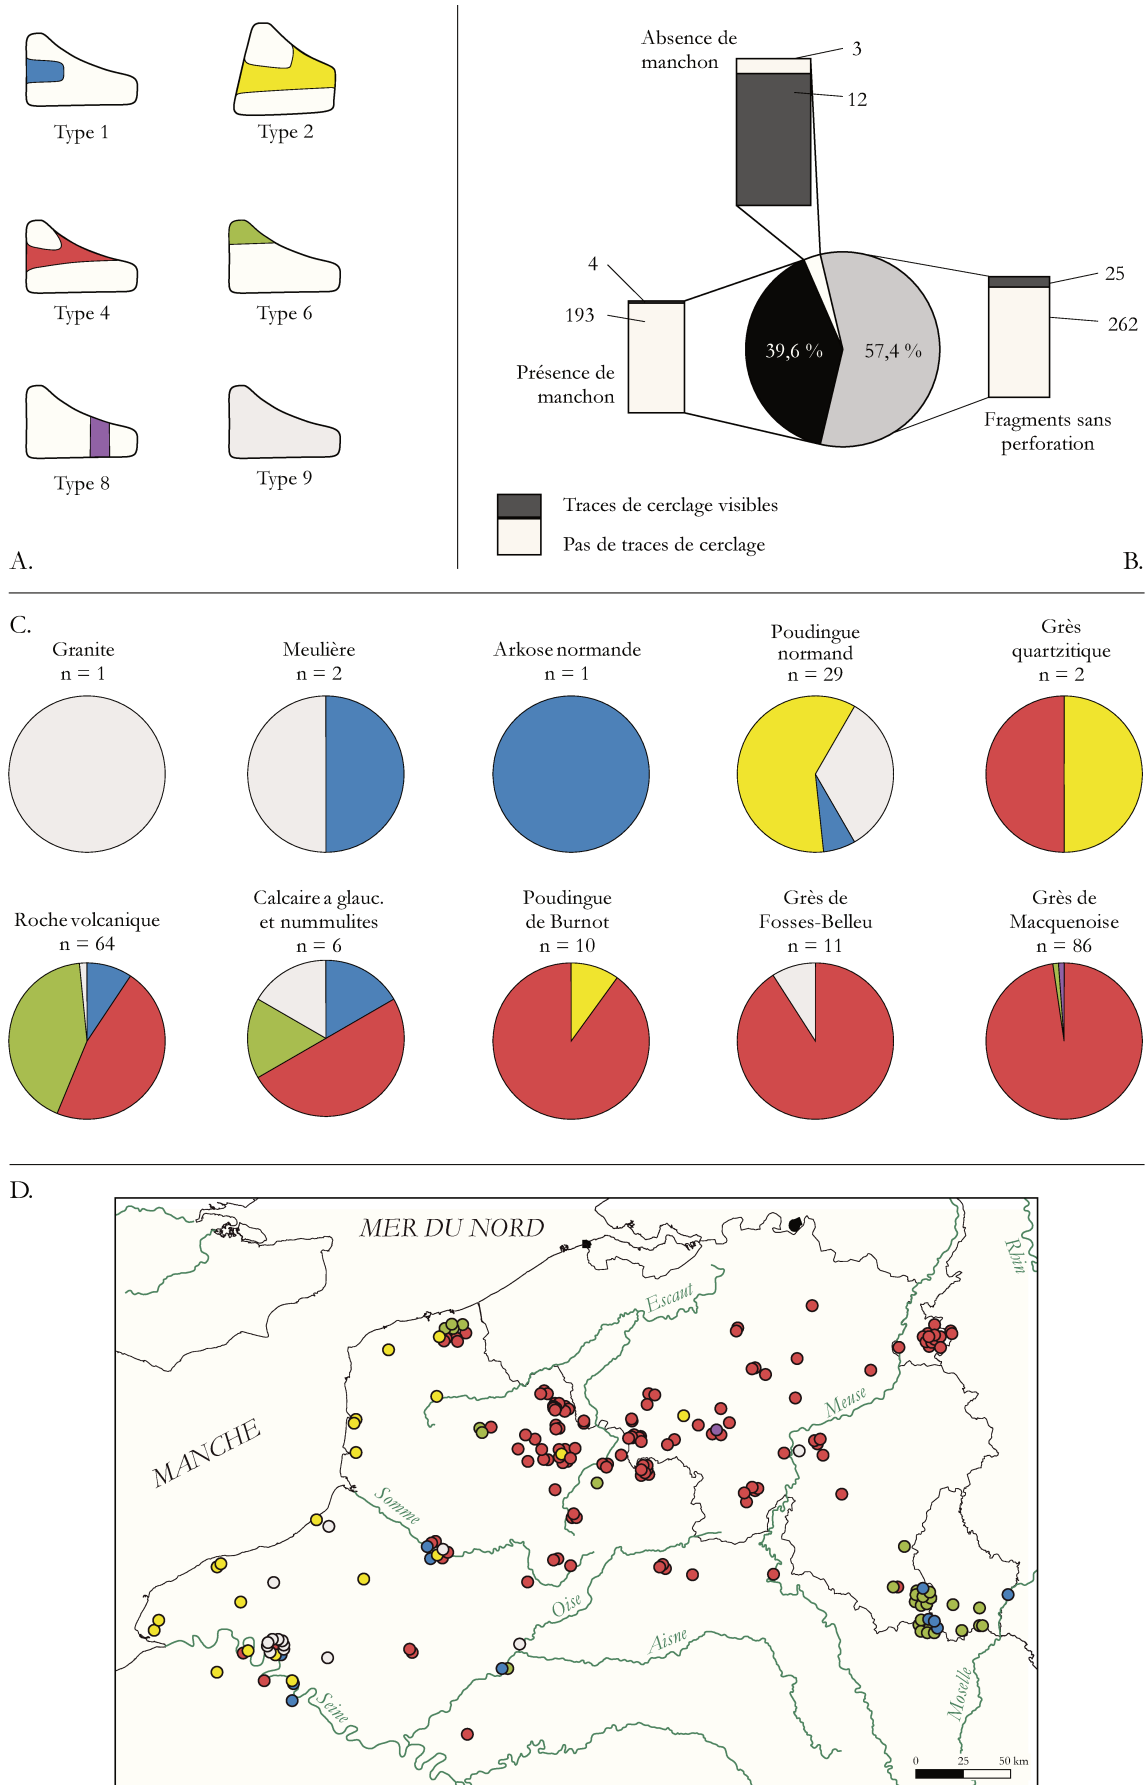 Type 1
Type 2
Type 4
Type 6
Type 8
Type 9
A.
Absence de
manchon
3
12
4
193
Présence de
manchon
39,6 %
57,4 %
25
262
Fragments sans
perforation
Traces de cerclage visibles
Pas de traces de cerclage
B.
C.
Granite
n = 1
Meulière
n = 2
Arkose normande
n = 1
Poudingue
normand
n = 29
Grès
quartzitique
n = 2
Roche volcanique
n = 64
Calcaire a glauc.
et nummulites
n = 6
Poudingue
de Burnot
n = 10
Grès de
Fosses-Belleu
n = 11
Grès de
Macquenoise
n = 86
D.
MER DU NORD
Rhin
Escaut
Meuse
MANCHE
Somme
Oise
Aisne
Seine
Moselle
0 25 50 km